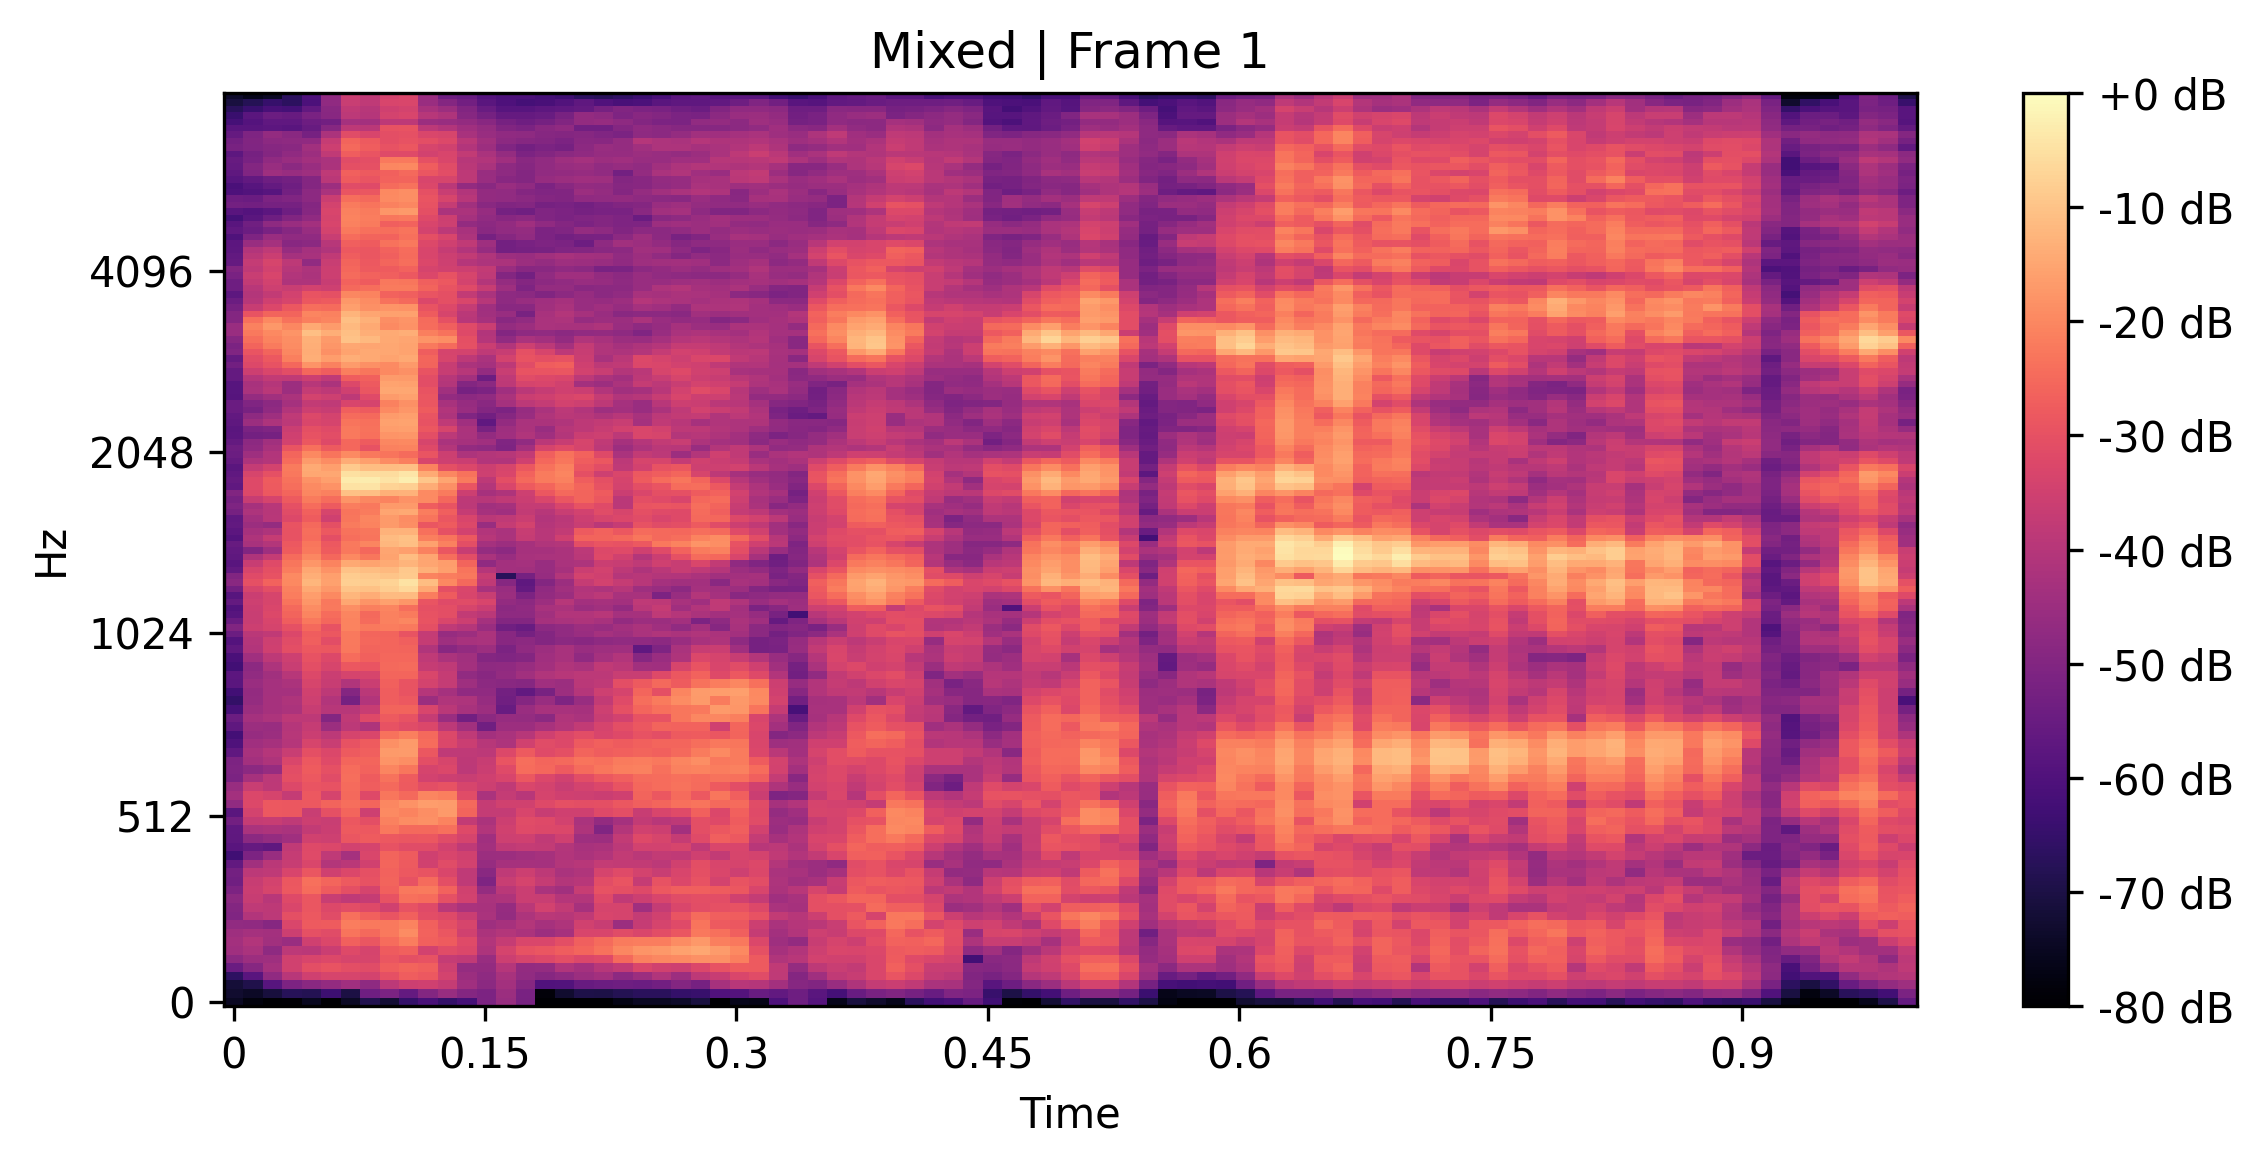 Mixed | Frame 1
+0 dB
-10 dB
-20 dB
-30 dB
-40 dB
-50 dB
-60 dB
-70 dB
-80 dB
Hz
4096
2048
1024
512
0
0 0.15 0.3 0.45 0.6 0.75 0.9
Time